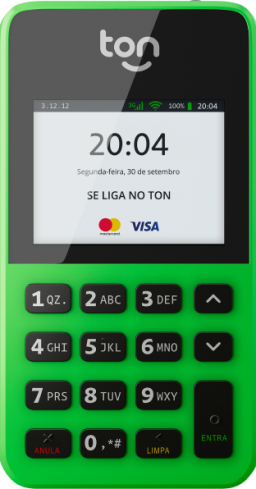 ton
3.12.12 3G 100% 20:04
20:04
Segunda-feira, 30 de setembro
SE LIGA NO TON
mastercard VISA
1 QZ. 2 ABC 3 DEF
4 GHI 5 JKL 6 MNO
7 PRS 8 TUV 9 WXY
ENTRA
ANULA 0 ,*# LIMPA